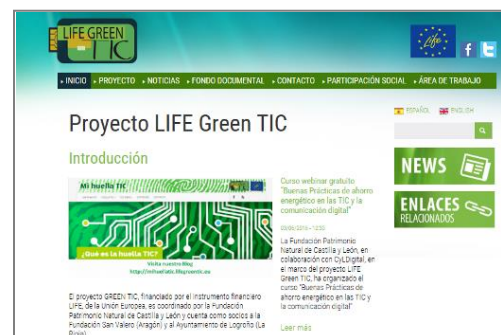 LIFE GREEN
TIC
life
INICIO PROYECTO NOTICIAS FONDO DOCUMENTAL CONTACTO PARTICIPACIÓN SOCIAL ÁREA DE TRABAJO
ESPAÑOL ENGLISH
Proyecto LIFE Green TIC
Introducción
Mi huella TIC
¿Qué es la huella TIC?
Visita nuestro Blog
http://mihuellatic.blogruentic.eu
El proyecto GREEN TIC, financiado por el instrumento financiero
LIFE, de la Unión Europea, es coordinado por la Fundación
Patrimonio Natural de Castilla y León y cuenta como socios a la
Fundación San Valero (Aragón) y al Ayuntamiento de Logroño (La
Rioja)
Curso webinar gratuito
"Buenas Prácticas de ahorro
energético en las TIC y la
comunicación digital"
La Fundación Patrimonio
Natural de Castilla y León, en
colaboración con CyLDigital, en
el marco del proyecto LIFE
Green TIC, ha organizado el
curso "Buenas Prácticas de
ahorro energético en las TIC y
la comunicación digital"
Leer más
NEWS
ENLACES
RELACIONADOS